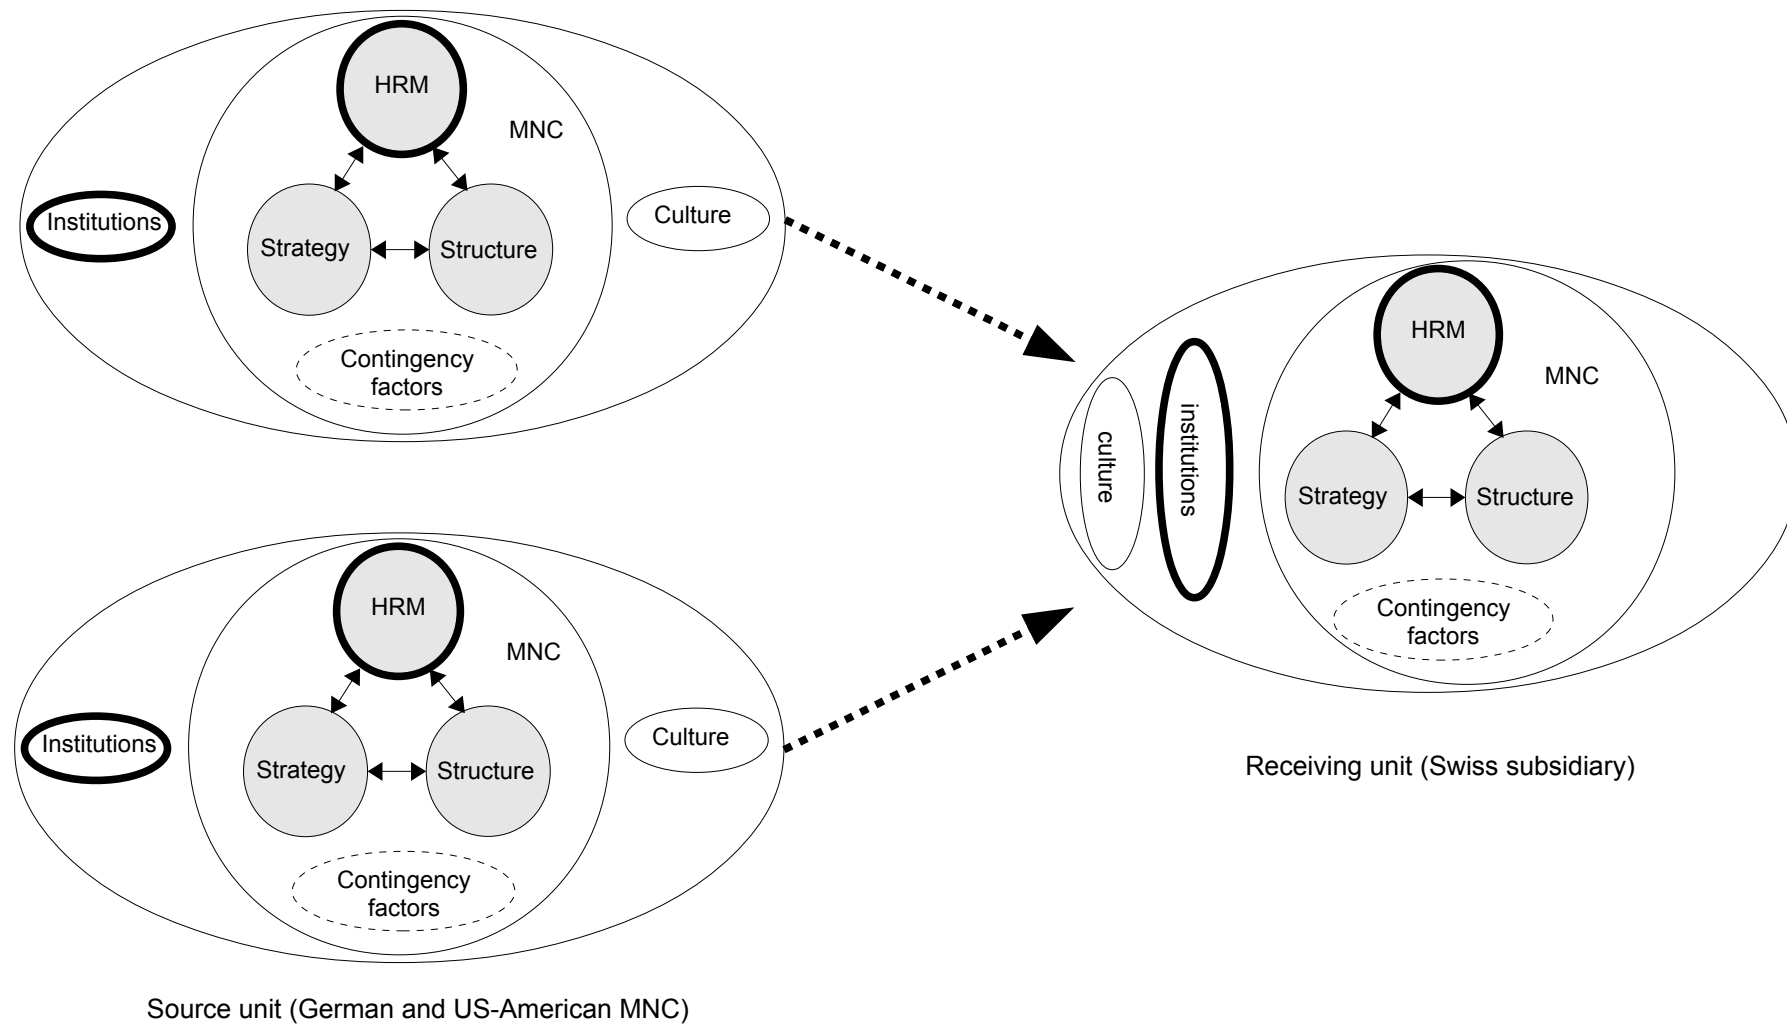 HRM
MNC
Institutions
Culture
Strategy
Structure
Contingency
factors
HRM
MNC
Institutions
Culture
Strategy
Structure
Contingency
factors
Source unit (German and US-American MNC)
HRM
MNC
culture
institutions
Strategy
Structure
Contingency
factors
Receiving unit (Swiss subsidiary)